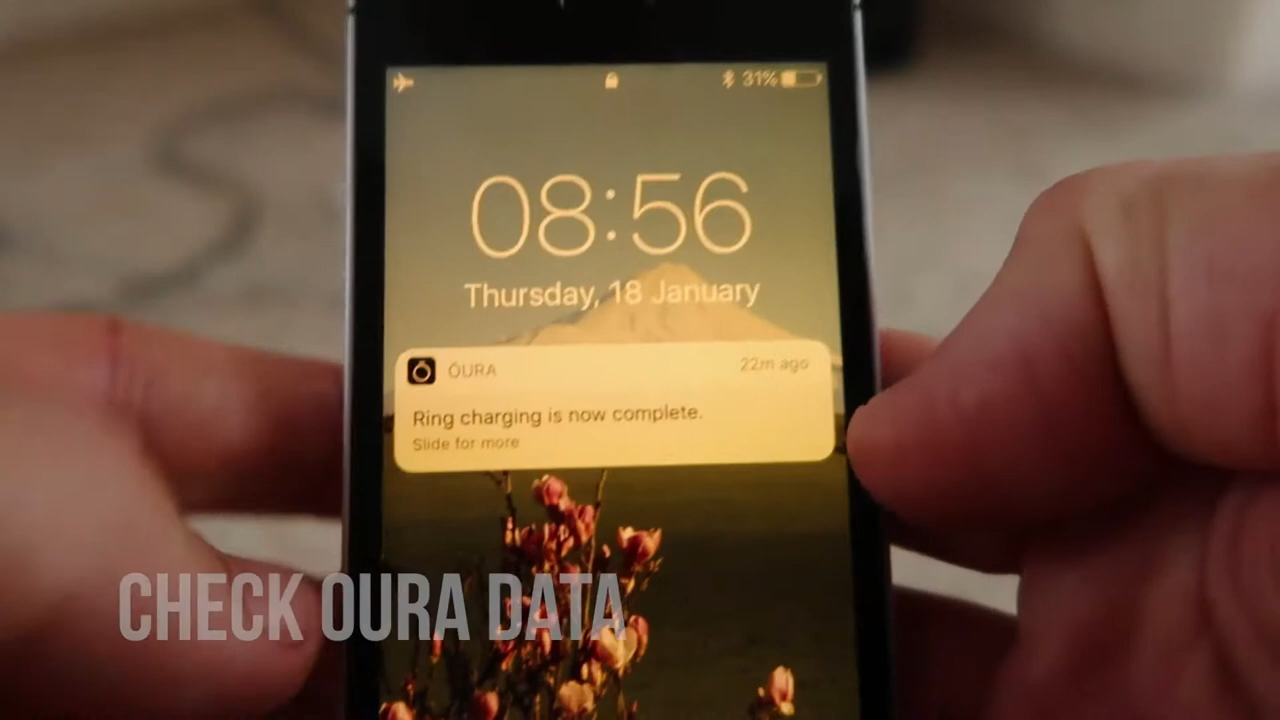 31%
08:56
Thursday, 18 January
ŌURA 22m ago
Ring charging is now complete.
Slide for more
CHECK OURA DATA